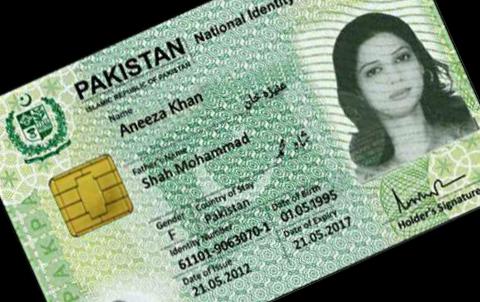 PAKISTAN National Identity
ISLAMIC REPUBLIC OF PAKISTAN
Name
Aneeza Khan
عنیزہ خان
Father's Name
Shah Mohammad
Gender Country of Stay
F Pakistan
Identity Number Date of Birth
61101-9063070-1 01.05.1995
Date of Issue Date of Expiry
21.05.2012 21.05.2017
Holder's Signature
PAKPA